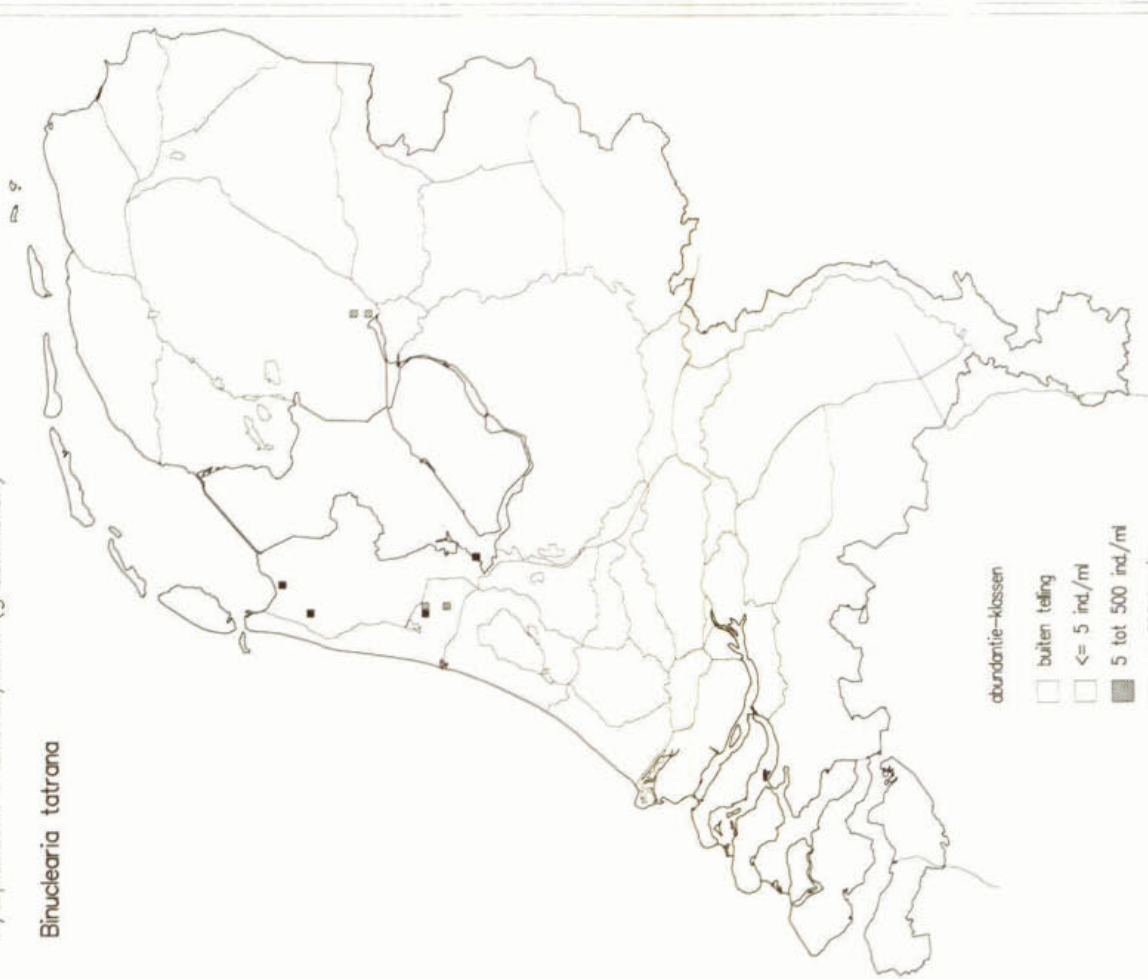 Binuclearia tatrana
abundantie-klassen
buiten telling
<= 5 ind./ml
5 tot 500 ind./ml